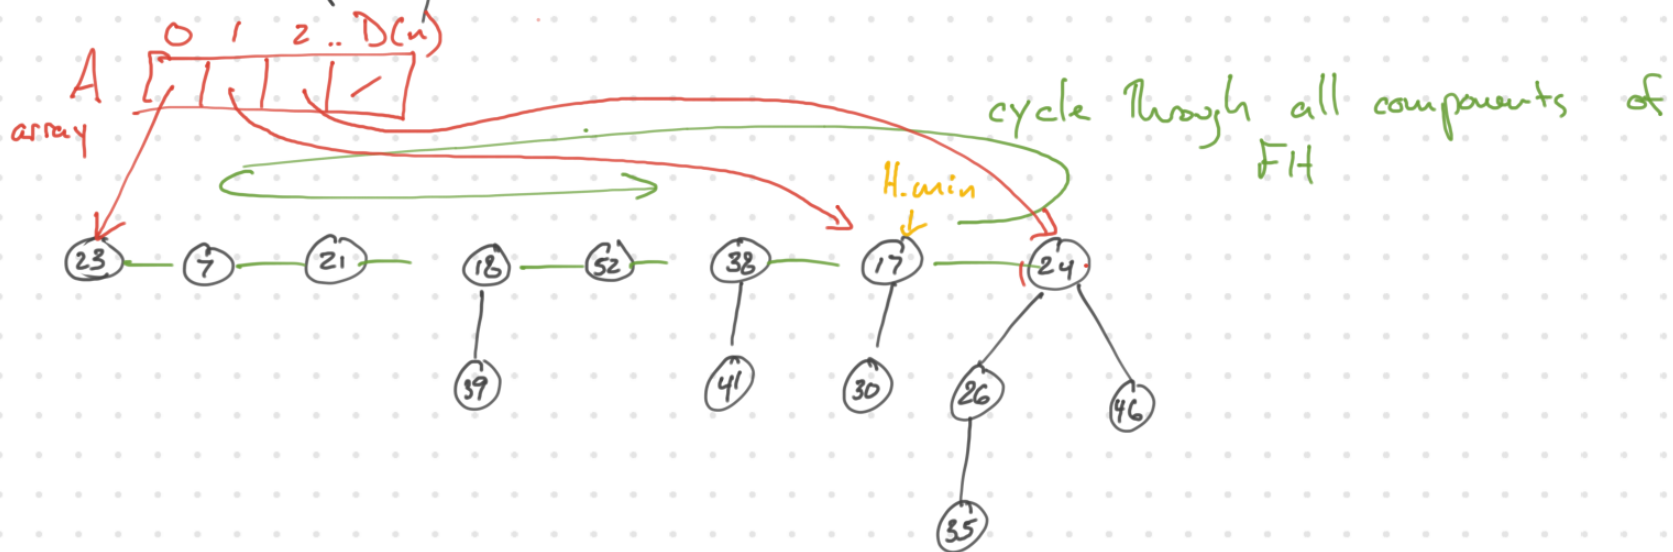 0 1 2 .. D(n)
A
array
cycle through all components of
FH
H.min
23 7 21 18 52 38 17 24
39 41 30 26 46
35